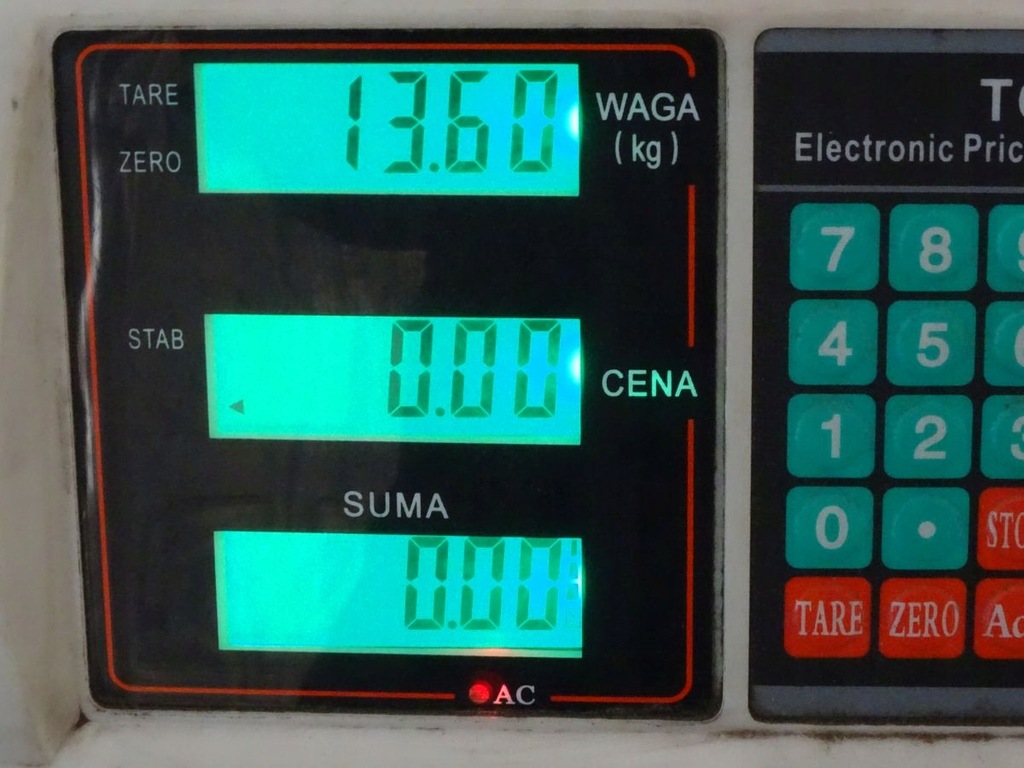 TARE
ZERO
13.60
WAGA
(kg)
STAB
0.00
CENA
SUMA
0.00
AC
Electronic
7 8
4 5
1 2
0 .
TARE ZERO